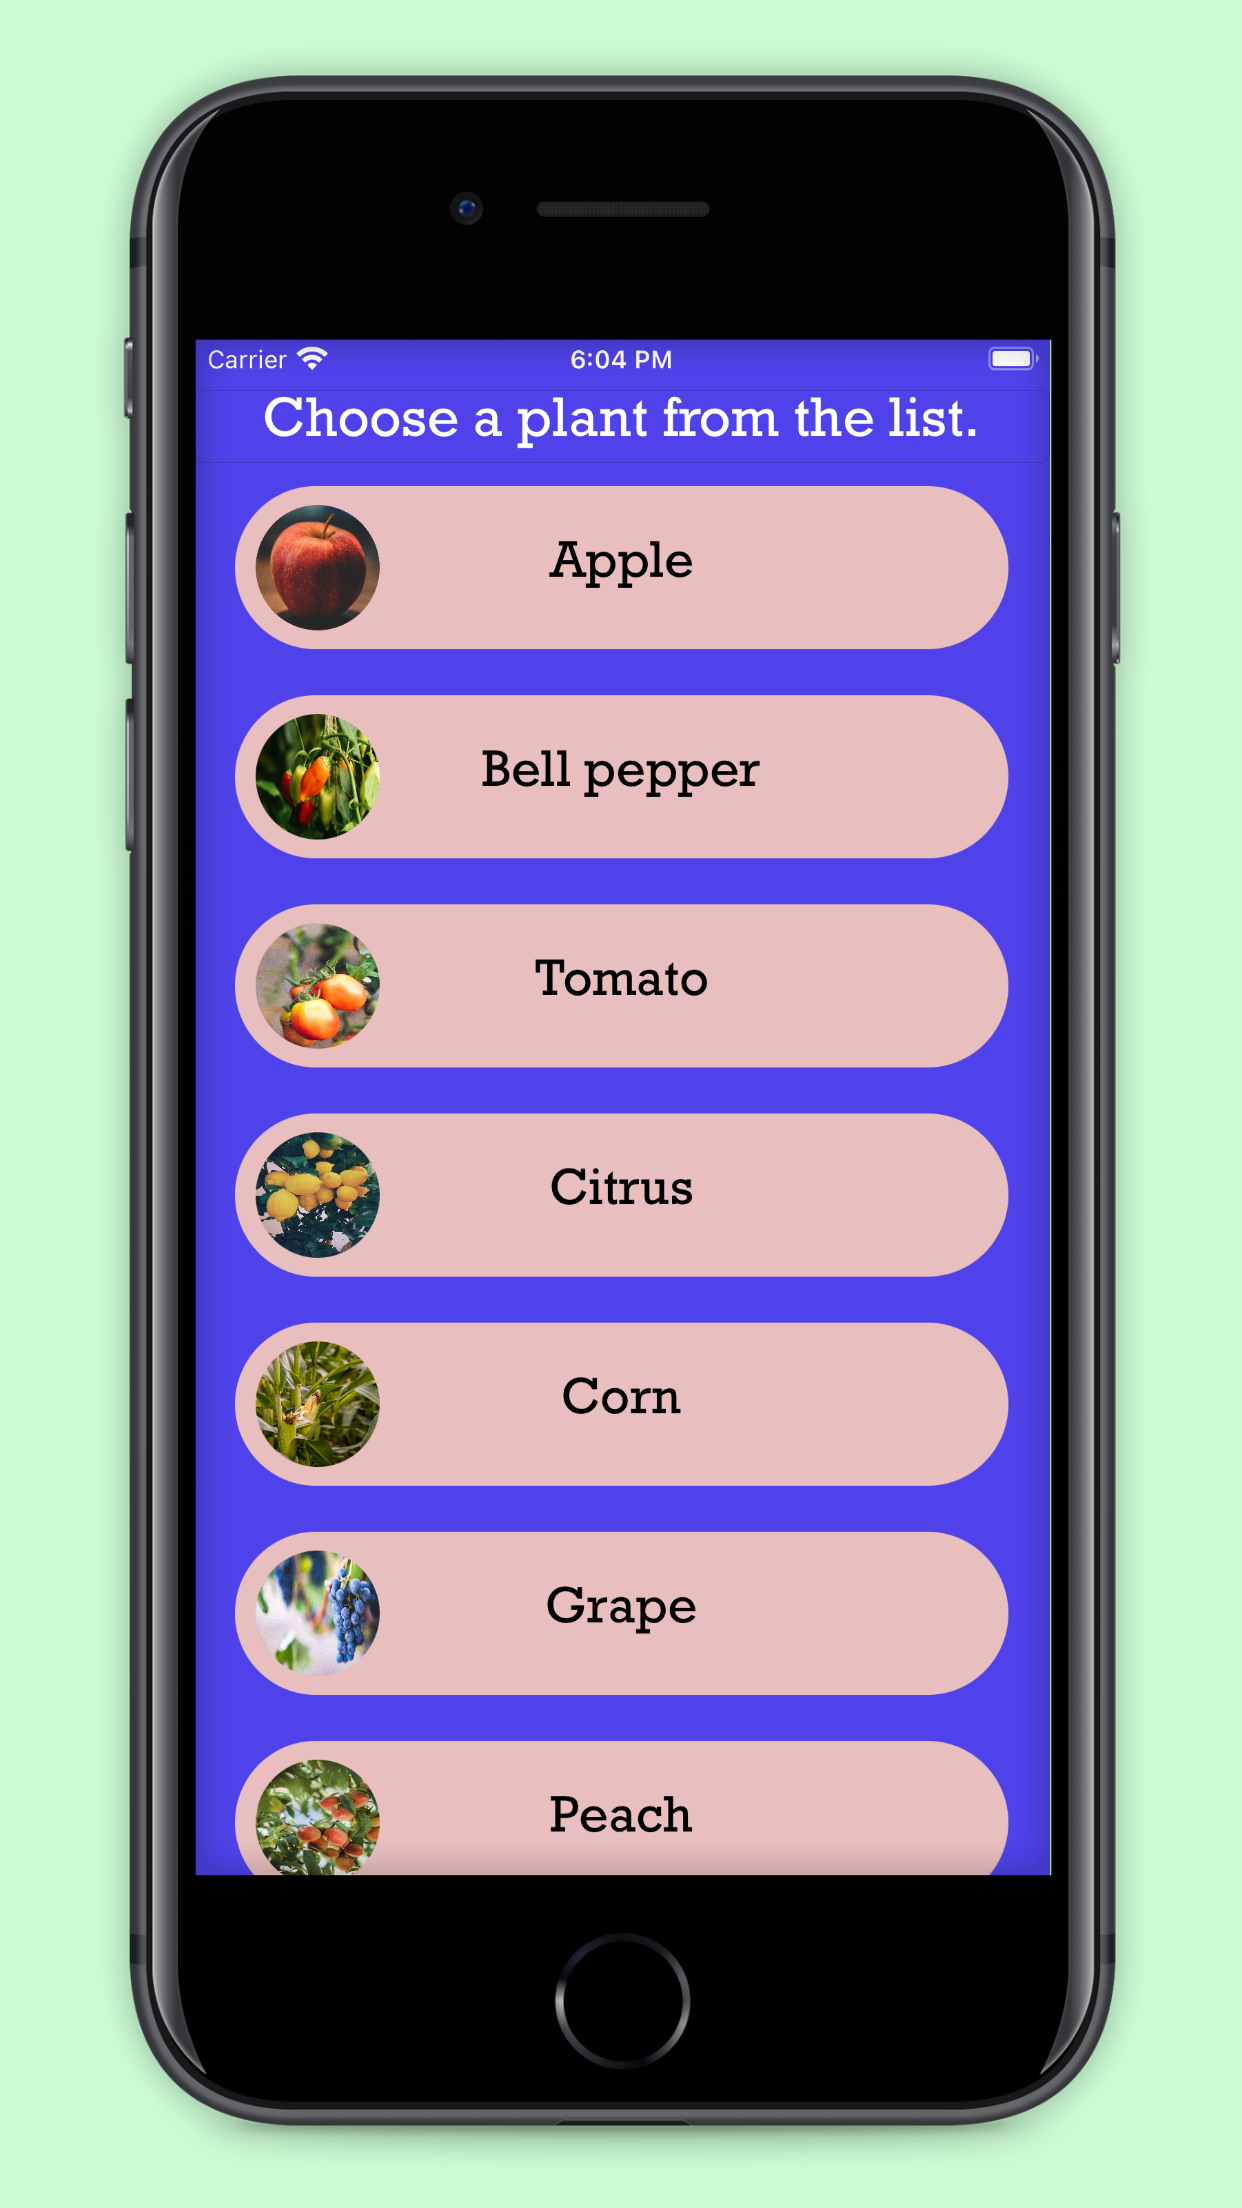 Carrier 6:04 PM
Choose a plant from the list.
Apple
Bell pepper
Tomato
Citrus
Corn
Grape
Peach